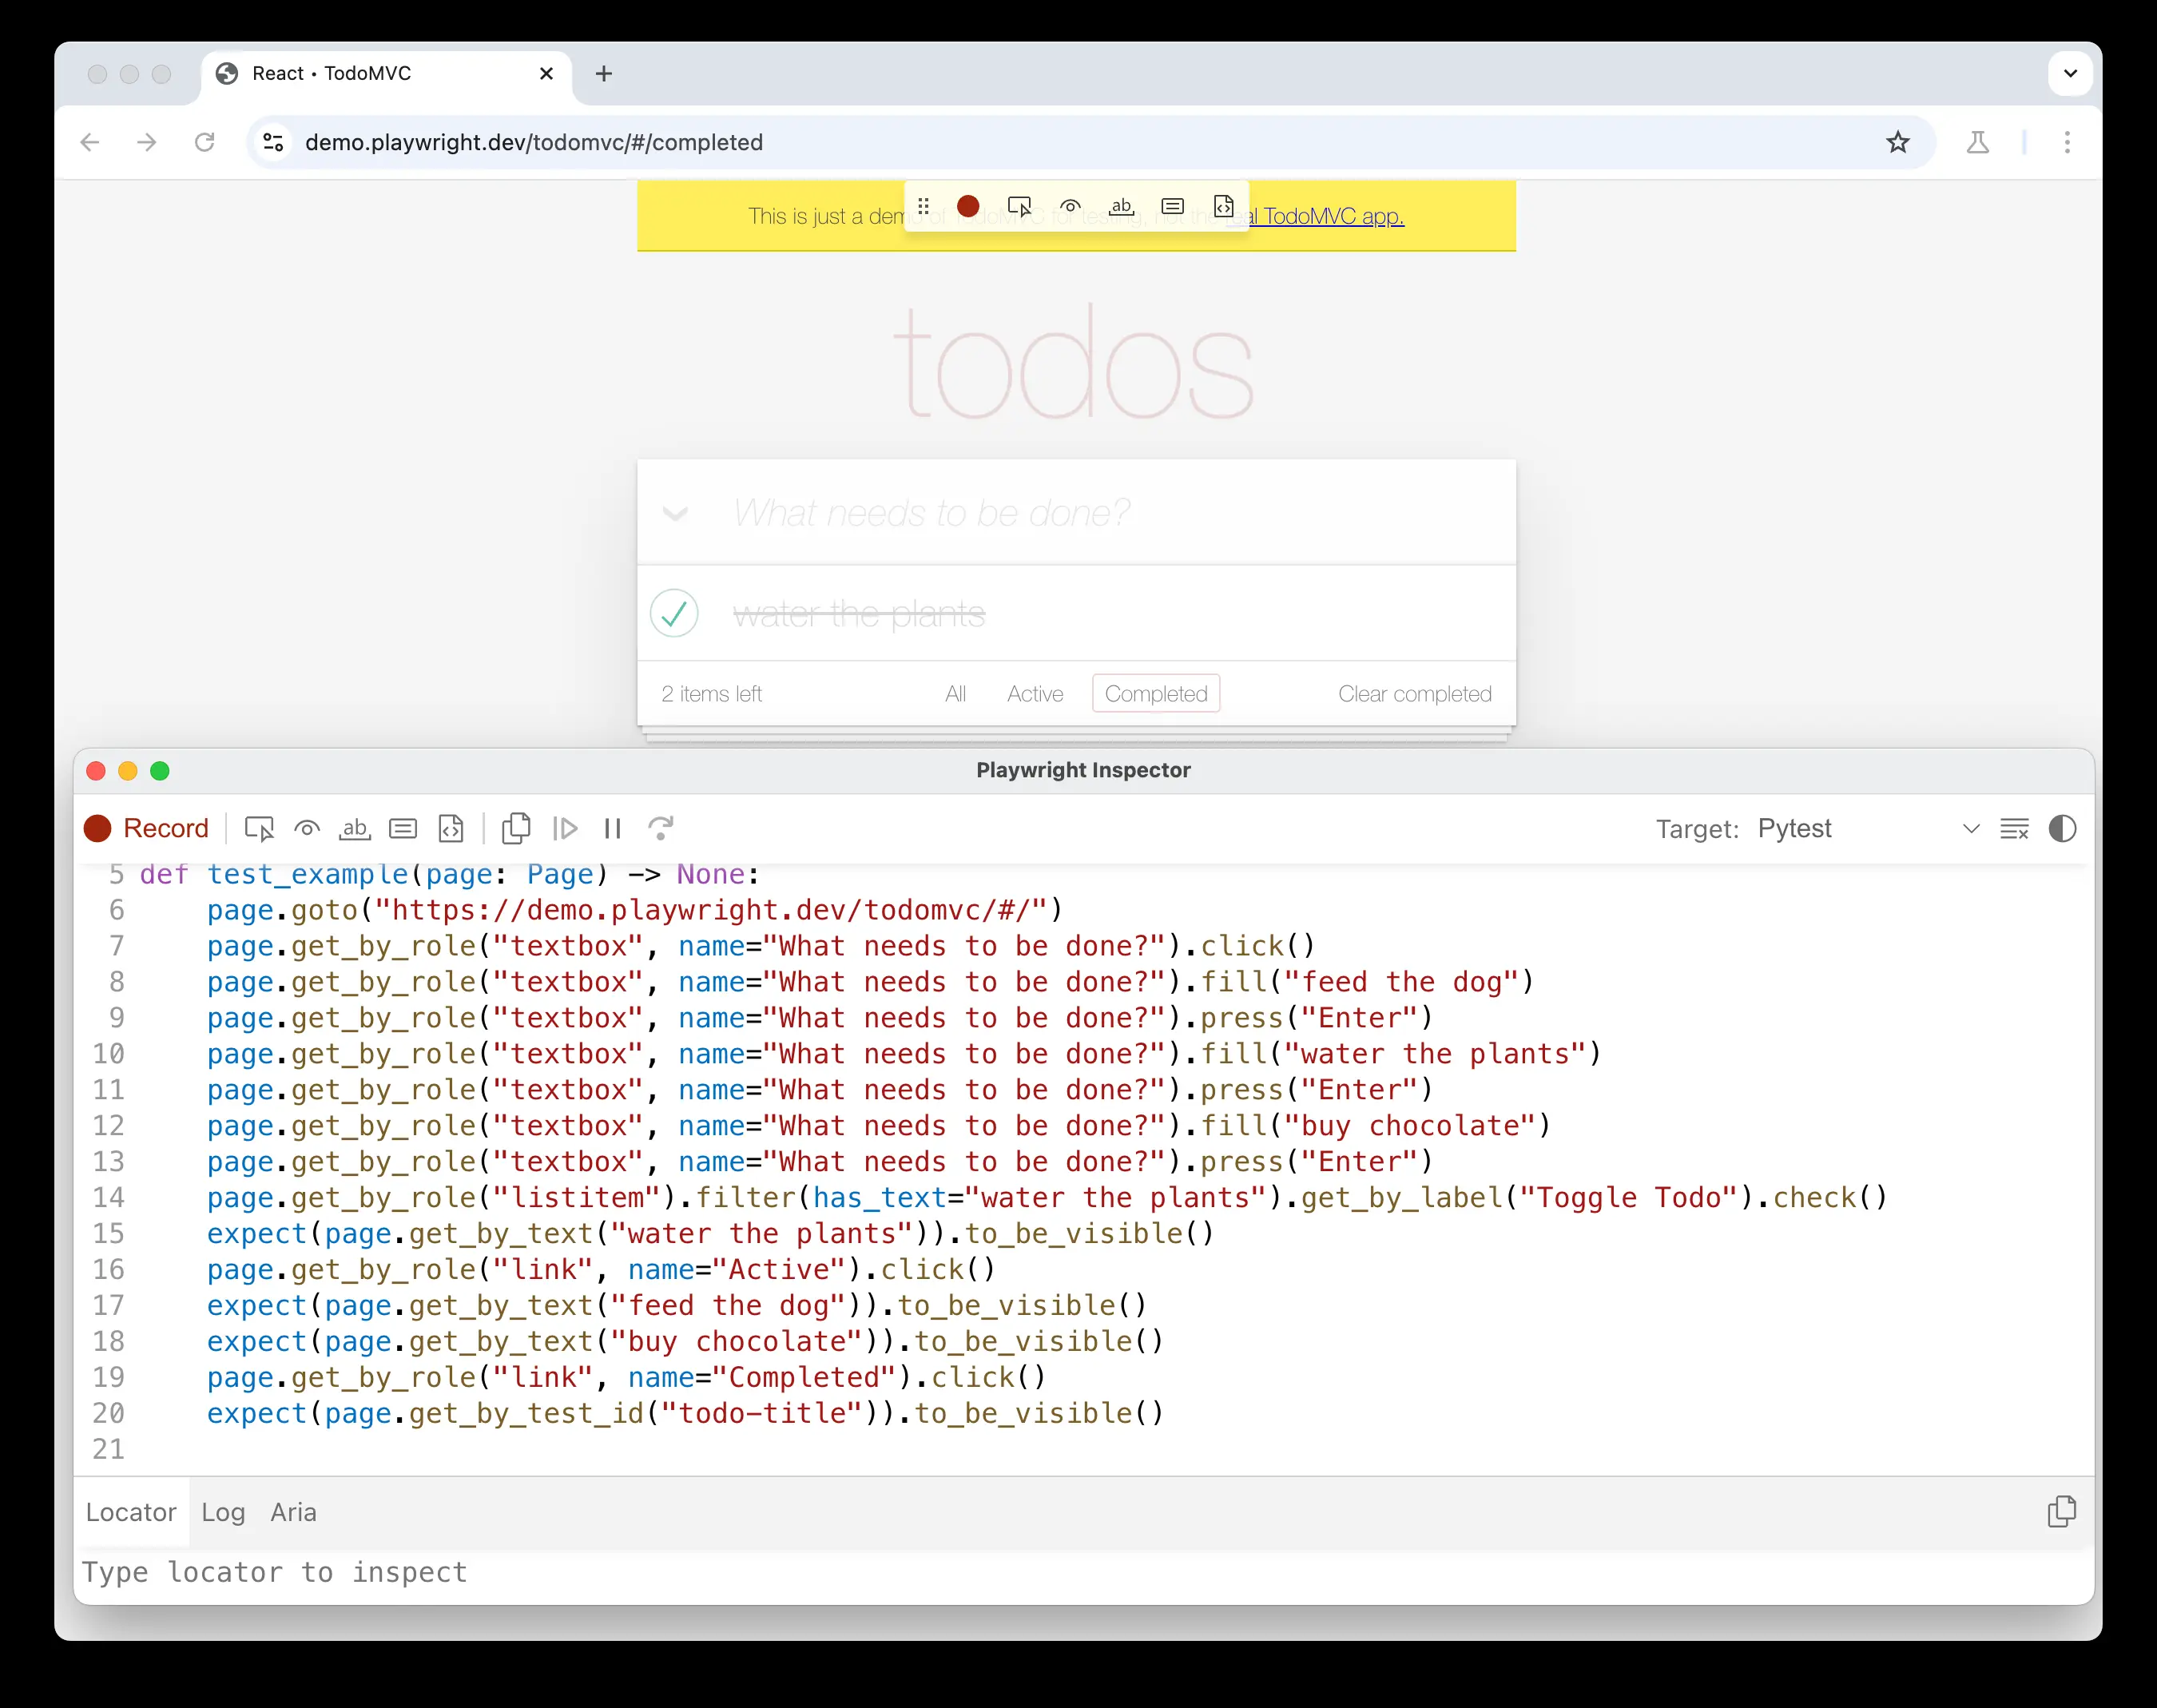 React • TodoMVC
demo.playwright.dev/todomvc/#/completed
This is just a demo of TodoMVC for testing, not the real TodoMVC app.
todos
What needs to be done?
water the plants
2 items left All Active Completed Clear completed
Playwright Inspector
Record ab Target: Pytest
5 def test_example(page: Page) -> None:
6 page.goto("https://demo.playwright.dev/todomvc/#/")
7 page.get_by_role("textbox", name="What needs to be done?").click()
8 page.get_by_role("textbox", name="What needs to be done?").fill("feed the dog")
9 page.get_by_role("textbox", name="What needs to be done?").press("Enter")
10 page.get_by_role("textbox", name="What needs to be done?").fill("water the plants")
11 page.get_by_role("textbox", name="What needs to be done?").press("Enter")
12 page.get_by_role("textbox", name="What needs to be done?").fill("buy chocolate")
13 page.get_by_role("textbox", name="What needs to be done?").press("Enter")
14 page.get_by_role("listitem").filter(has_text="water the plants").get_by_label("Toggle Todo").check()
15 expect(page.get_by_text("water the plants")).to_be_visible()
16 page.get_by_role("link", name="Active").click()
17 expect(page.get_by_text("feed the dog")).to_be_visible()
18 expect(page.get_by_text("buy chocolate")).to_be_visible()
19 page.get_by_role("link", name="Completed").click()
20 expect(page.get_by_test_id("todo-title")).to_be_visible()
21
Locator Log Aria
Type locator to inspect